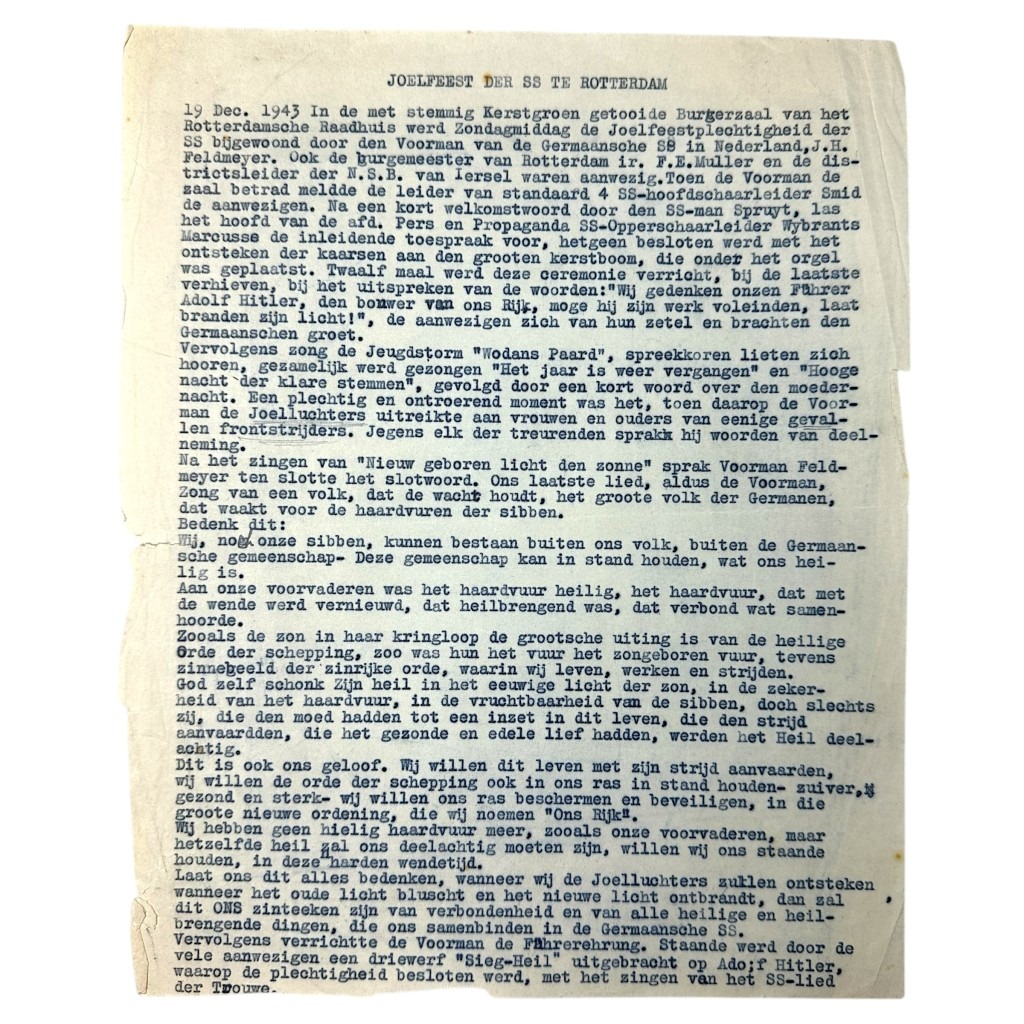 JOELFEEST DER SS TE ROTTERDAM
19 Dec. 1943 In de met stemmig Kerstgroen getooide Burgerzaal van het
Rotterdamsche Raadhuis werd Zondagmiddag de Joelfeestplechtigheid der
SS bijgewoond door den Voorman van de Germaansche SS in Nederland,J.H.
Feldmeyer. Ook de burgemeester van Rotterdam ir. F.E.Muller en de dis-
trictsleider der N.S.B. van Iersel waren aanwezig.Toen de Voorman de
zaal betrad meldde de leider van standaard 4 SS-hoofdschaarleider Smid
de aanwezigen. Na een kort welkomstwoord door den SS-man Spruyt, las
het hoofd van de afd. Pers en Propaganda SS-Opperschaarleider Wybrants
Marcusse de inleidende toespraak voor, hetgeen besloten werd met het
ontsteken der kaarsen aan den grooten kerstboom, die onder het orgel
was geplaatst. Twaalf maal werd deze ceremonie verricht, bij de laatste
verhieven, bij het uitspreken van de woorden:"Wij gedenken onzen Führer
Adolf Hitler, den bouwer van ons Rijk, moge hij zijn werk voleinden, laat
branden zijn licht!", de aanwezigen zich van hun zetel en brachten den
Germaanschen groet.
Vervolgens zong de Jeugdstorm "Wodans Paard", spreekkoren lieten zich
hooren, gezamelijk werd gezongen "Het jaar is weer vergangen" en "Hooge
nacht der klare stemmen", gevolgd door een kort woord over den moeder-
nacht. Een plechtig en ontroerend moment was het, toen daarop de Voor-
man de Joelluchters uitreikte aan vrouwen en ouders van eenige geval-
len frontstrijders. Jegens elk der treurenden sprakk hij woorden van deel-
neming.
Na het zingen van "Nieuw geboren licht den zonne" sprak Voorman Feld-
meyer ten slotte het slotwoord. Ons laatste lied, aldus de Voorman,
Zong van een volk, dat de wacht houdt, het groote volk der Germanen,
dat waakt voor de haardvuren der sibben.
Bedenk dit:
Wij, noch onze sibben, kunnen bestaan buiten ons volk, buiten de Germaan-
sche gemeenschap- Deze gemeenschap kan in stand houden, wat ons hei-
lig is.
Aan onze voorvaderen was het haardvuur heilig, het haardvuur, dat met
de wende werd vernieuwd, dat heilbrengend was, dat verbond wat samen-
hoorde.
Zooals de zon in haar kringloop de grootsche uiting is van de heilige
Orde der schepping, zoo was hun het vuur het zongeboren vuur, tevens
zinnebeeld der zinrijke orde, waarin wij leven, werken en strijden.
God zelf schonk Zijn heil in het eeuwige licht der zon, in de zeker-
heid van het haardvuur, in de vruchtbaarheid van de sibben, doch slechts
zij, die den moed hadden tot een inzet in dit leven, die den strijd
aanvaardden, die het gezonde en edele lief hadden, werden het Heil deel-
achtig.
Dit is ook ons geloof. Wij willen dit leven met zijn strijd aanvaarden,
wij willen de orde der schepping ook in ons ras in stand houden- zuiver,
gezond en sterk- wij willen ons ras beschermen en beveiligen, in die
groote nieuwe ordening, die wij noemen "Ons Rijk".
Wij hebben geen hielig haardvuur meer, zooals onze voorvaderen, maar
hetzelfde heil zal ons deelachtig moeten zijn, willen wij ons staande
houden, in deze harden wendetijd.
Laat ons dit alles bedenken, wanneer wij de Joelluchters zullen ontsteken
wanneer het oude licht bluscht en het nieuwe licht ontbrandt, dan zal
dit ONS zinteeken zijn van verbondenheid en van alle heilige en heil-
brengende dingen, die ons samenbinden in de Germaansche SS.
Vervolgens verrichtte de Voorman de Führerehrung. Staande werd door de
vele aanwezigen een driewerf "Sieg-Heil" uitgebracht op Ado;f Hitler,
waarop de plechtigheid besloten werd, met het zingen van het SS-lied
der Trouwe.